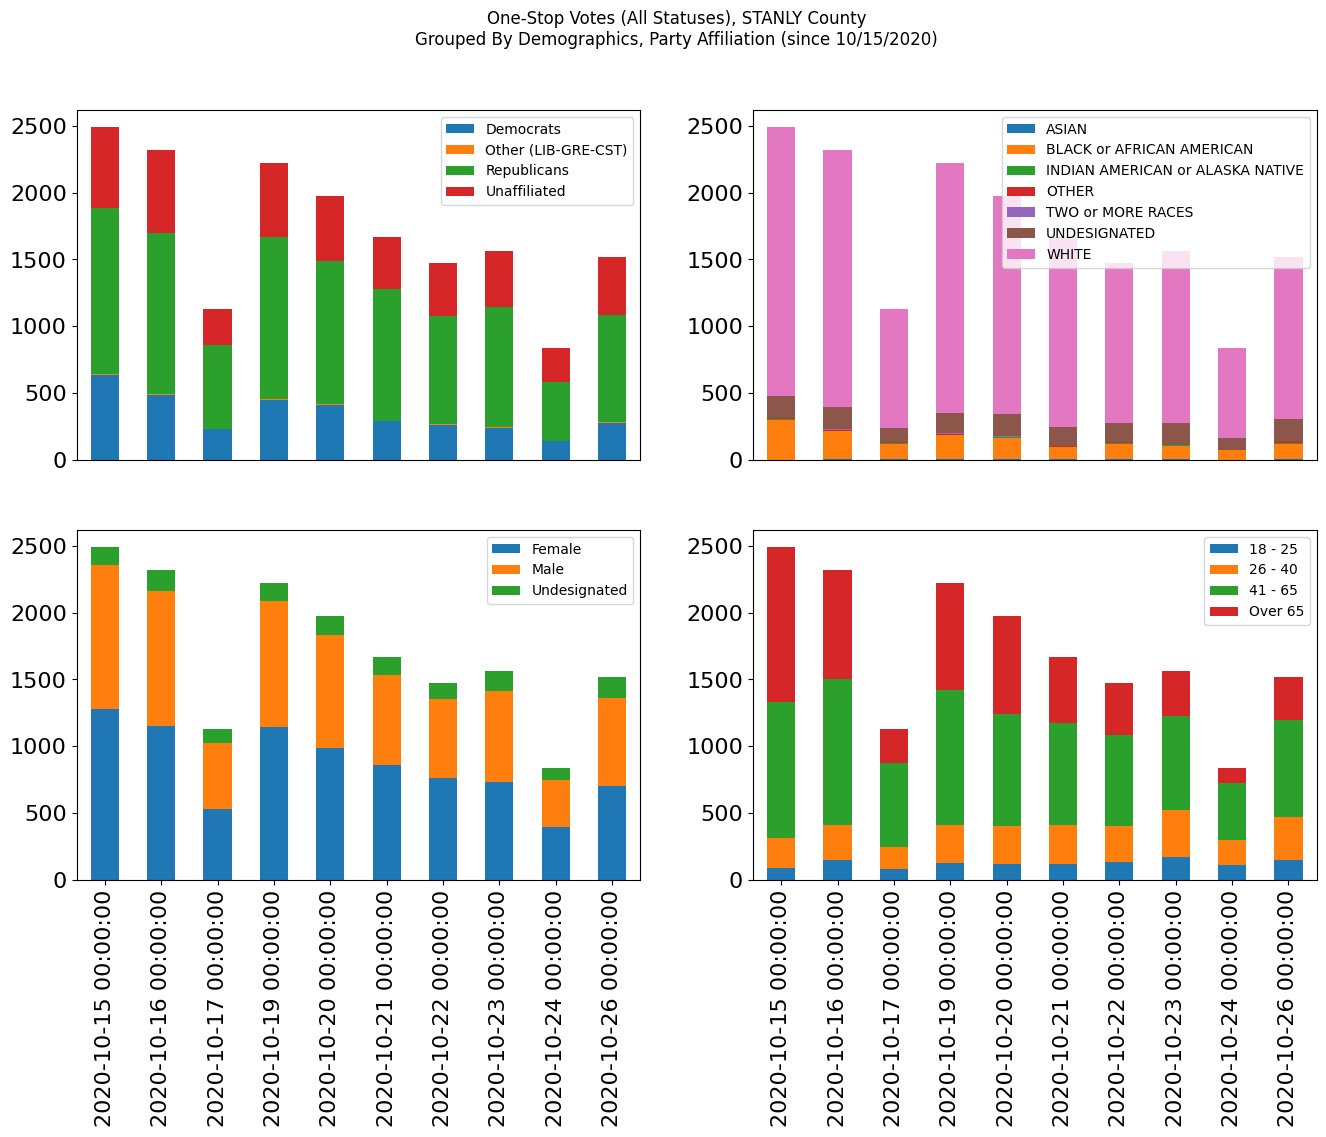 One-Stop Votes (All Statuses), STANLY County
Grouped By Demographics, Party Affiliation (since 10/15/2020)
2500
2000
1500
1000
500
0
Democrats
Other (LIB-GRE-CST)
Republicans
Unaffiliated
2500
2000
1500
1000
500
0
ASIAN
BLACK or AFRICAN AMERICAN
INDIAN AMERICAN or ALASKA NATIVE
OTHER
TWO or MORE RACES
UNDESIGNATED
WHITE
2500
2000
1500
1000
500
0
Female
Male
Undesignated
2020-10-15 00:00:00
2020-10-16 00:00:00
2020-10-17 00:00:00
2020-10-19 00:00:00
2020-10-20 00:00:00
2020-10-21 00:00:00
2020-10-22 00:00:00
2020-10-23 00:00:00
2020-10-24 00:00:00
2020-10-26 00:00:00
2500
2000
1500
1000
500
0
18 - 25
26 - 40
41 - 65
Over 65
2020-10-15 00:00:00
2020-10-16 00:00:00
2020-10-17 00:00:00
2020-10-19 00:00:00
2020-10-20 00:00:00
2020-10-21 00:00:00
2020-10-22 00:00:00
2020-10-23 00:00:00
2020-10-24 00:00:00
2020-10-26 00:00:00